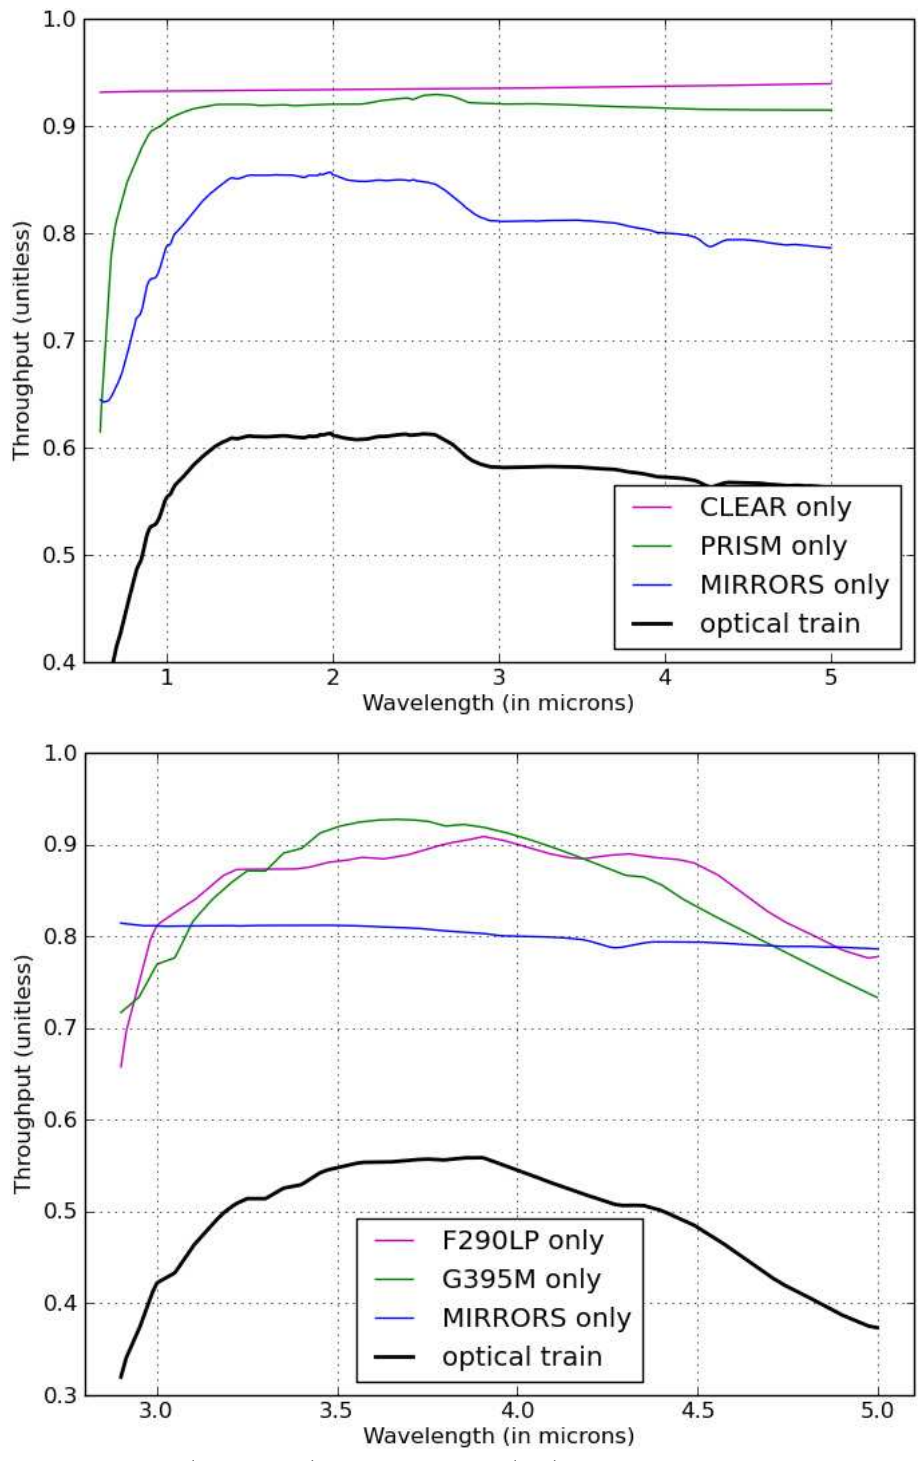 1.0
0.9
0.8
0.7
0.6
0.5
0.4
Throughput (unitless)
CLEAR only
PRISM only
MIRRORS only
optical train
1 2 3 4 5
Wavelength (in microns)
1.0
0.9
0.8
0.7
0.6
0.5
0.4
0.3
Throughput (unitless)
F290LP only
G395M only
MIRRORS only
optical train
3.0 3.5 4.0 4.5 5.0
Wavelength (in microns)